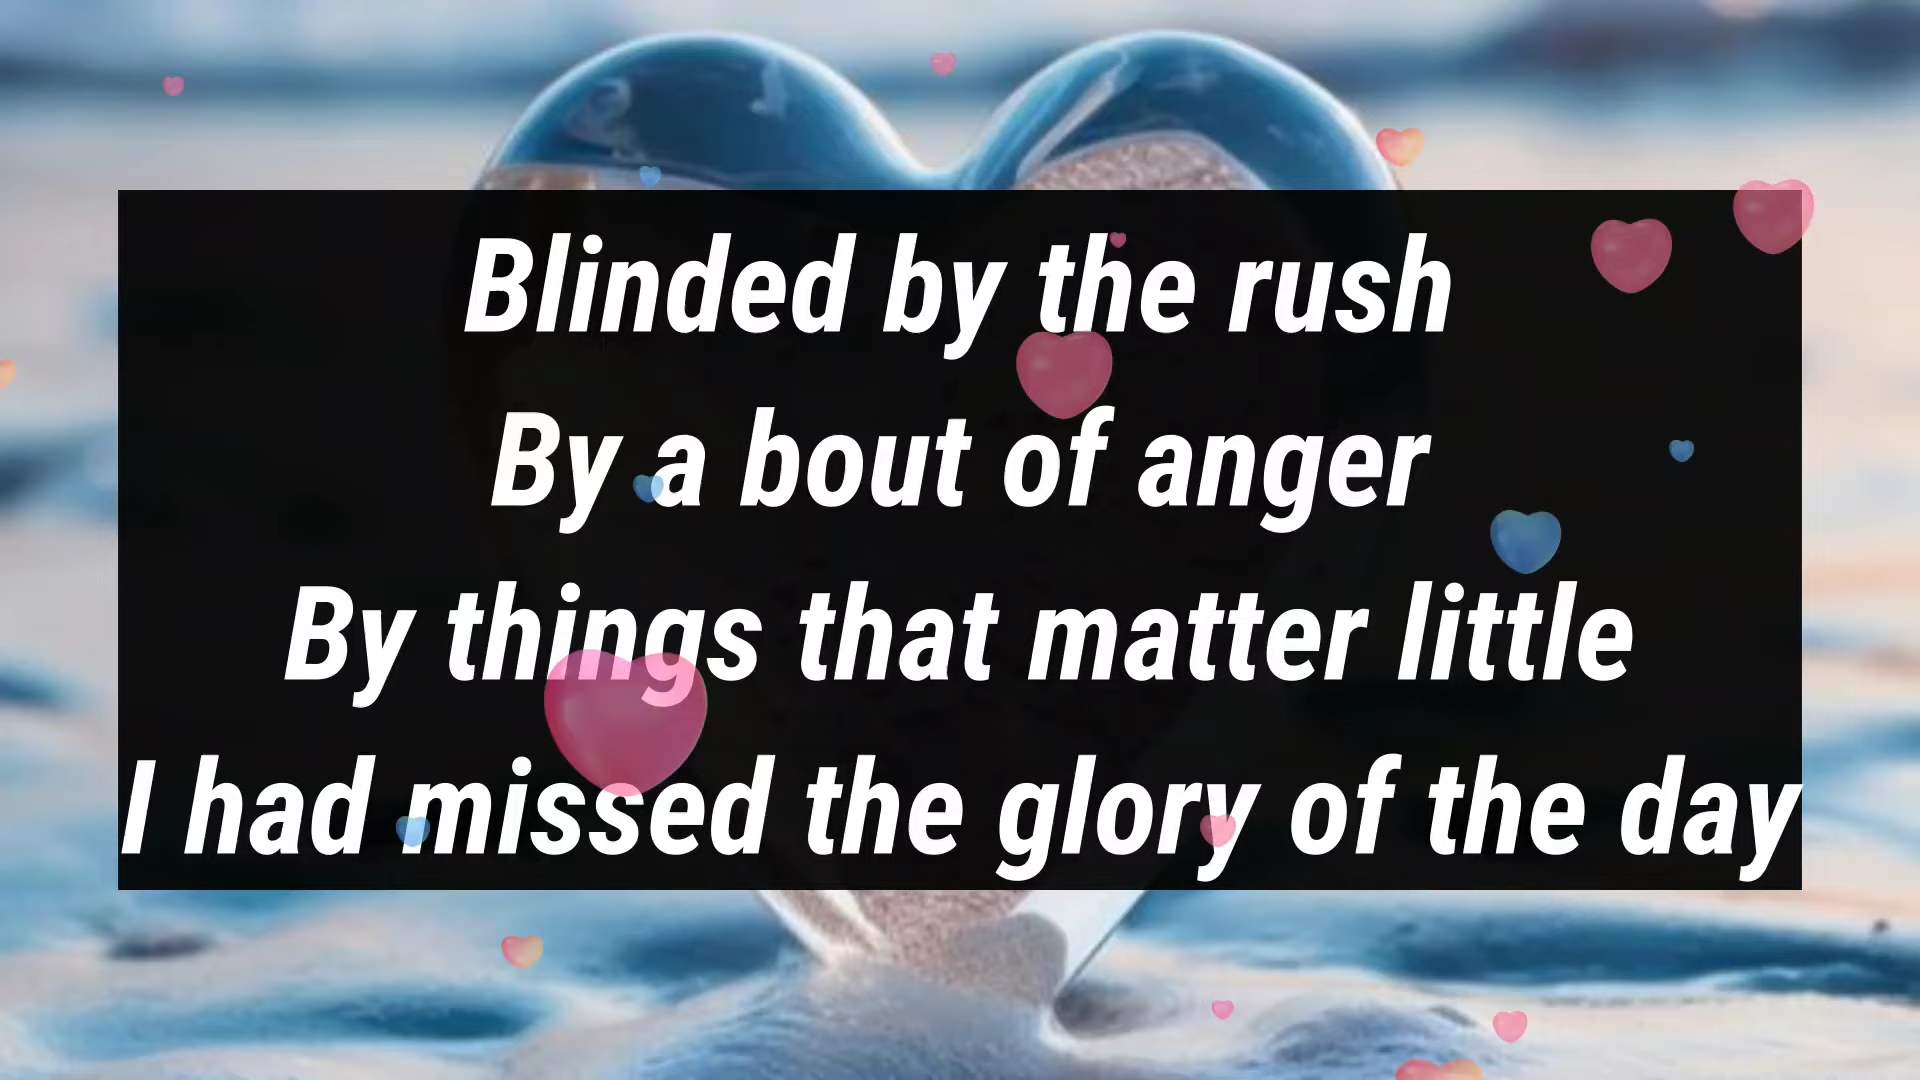 Blinded by the rush
By a bout of anger
By things that matter little
I had missed the glory of the day